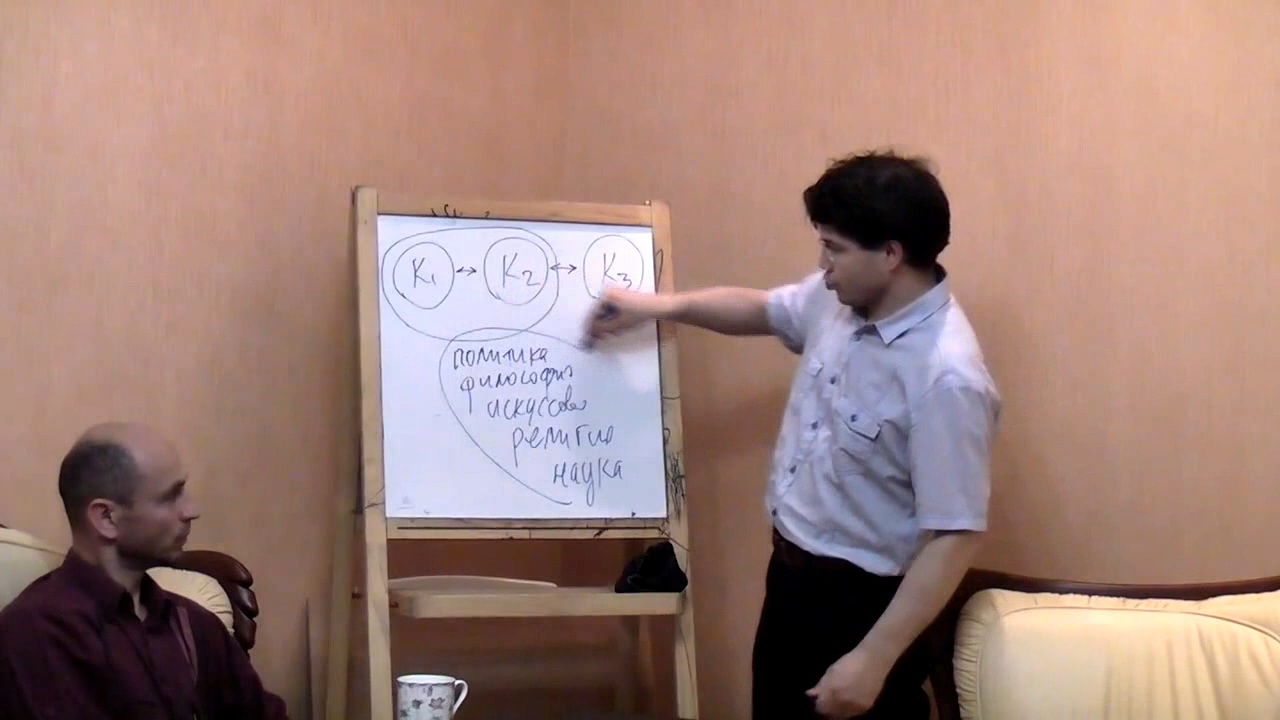 K1 ↔ K2 ↔ K3
политика
философия
искусство
религия
наука